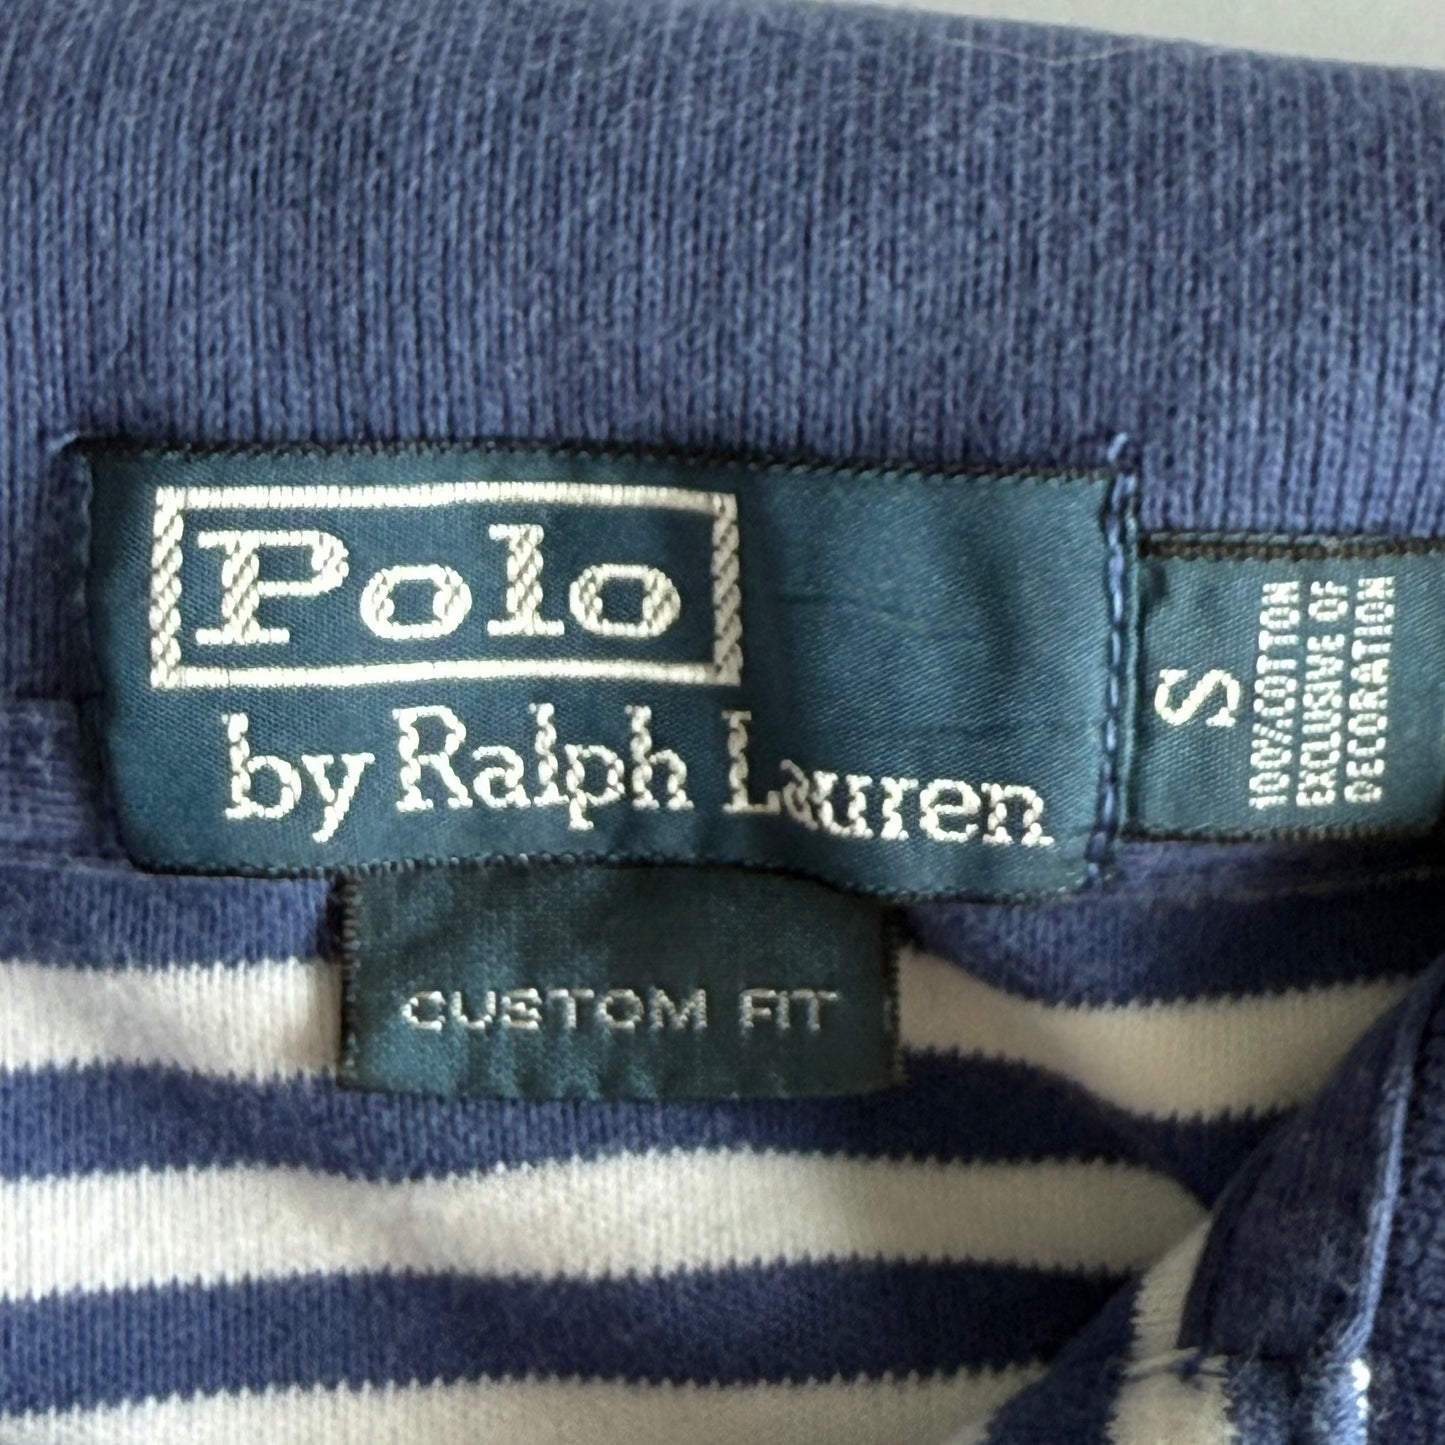 Polo
by Ralph Lauren
CUSTOM FIT
S
100% COTTON
EXCLUSIVE OF
DECORATION